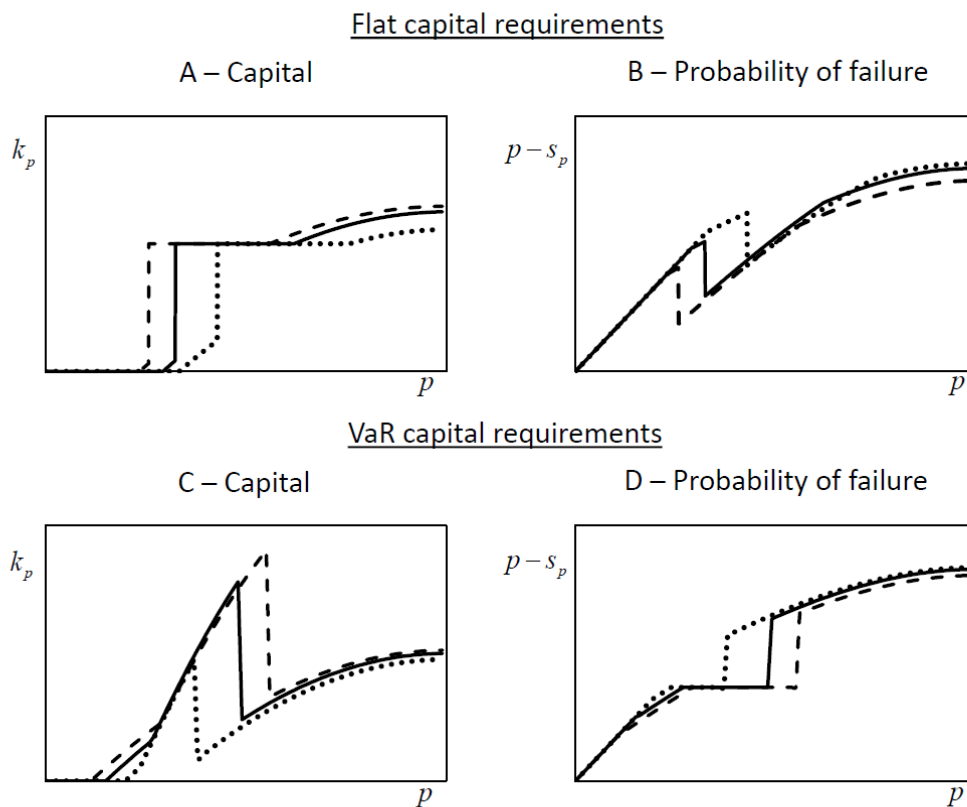 Flat capital requirements
A – Capital
B – Probability of failure
k_p
p – s_p
p
p
VaR capital requirements
C – Capital
D – Probability of failure
k_p
p – s_p
p
p